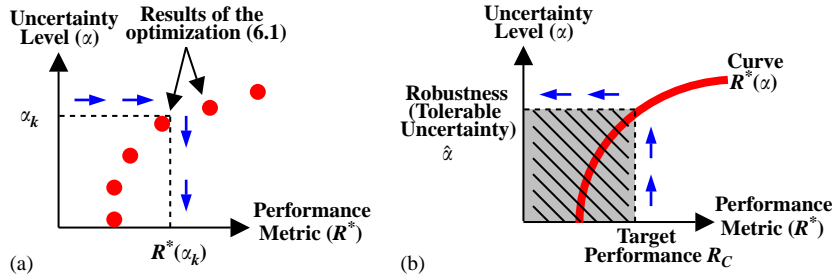 Uncertainty
Level (α)
Results of the
optimization (6.1)
α_k
Performance
Metric (R*)
R*(α_k)
(a)
Uncertainty
Level (α)
Curve
R*(α)
Robustness
(Tolerable
Uncertainty)
α̂
Performance
Metric (R*)
Target
Performance R_C
(b)